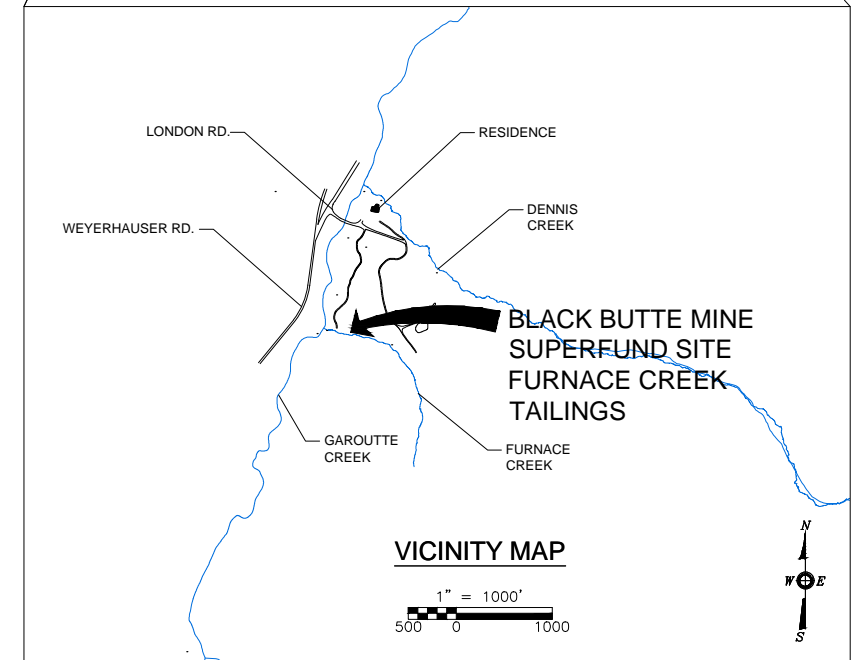 LONDON RD.
RESIDENCE
WEYERHAUSER RD.
DENNIS
CREEK
BLACK BUTTE MINE
SUPERFUND SITE
FURNACE CREEK
TAILINGS
GAROUTTE
CREEK
FURNACE
CREEK
VICINITY MAP
1" = 1000'
500 0 1000
N
W E
S